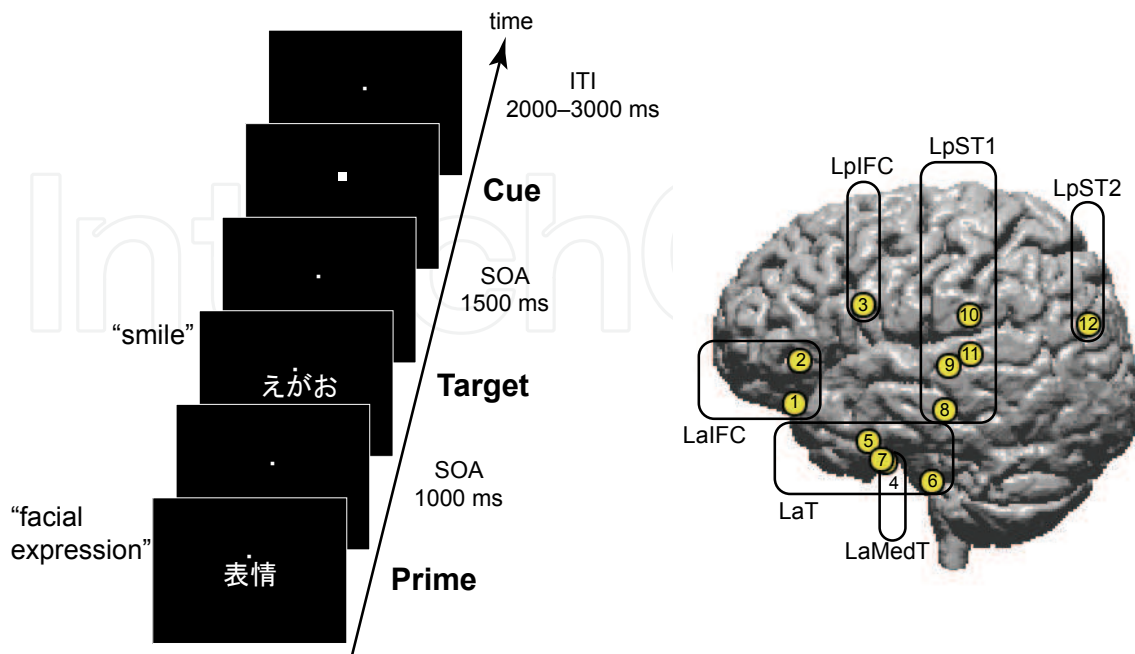 time
ITI
2000–3000 ms
Cue
SOA
1500 ms
“smile”
えがお
Target
SOA
1000 ms
“facial
expression”
表情
Prime
LpIFC
LpST1
LpST2
3
10
12
2
11
9
LaIFC
1
8
5
7
4
6
LaT
LaMedT